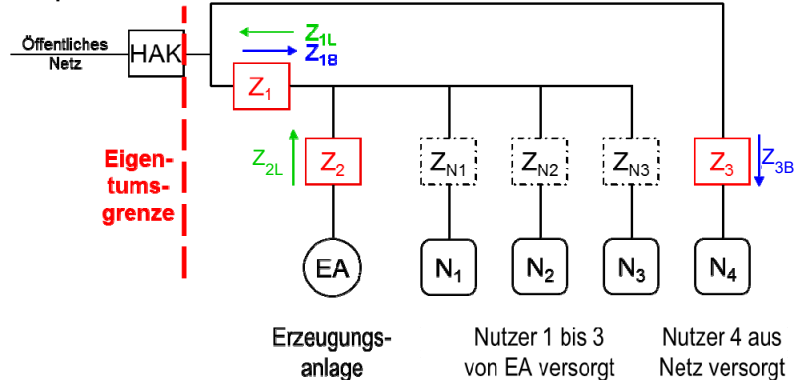 Öffentliches
Netz
HAK
Z1L
Z1B
Z1
Eigen-
tums-
grenze
Z2L
Z2
ZN1
ZN2
ZN3
Z3
Z3B
EA
N1
N2
N3
N4
Erzeugungs-
anlage
Nutzer 1 bis 3
von EA versorgt
Nutzer 4 aus
Netz versorgt